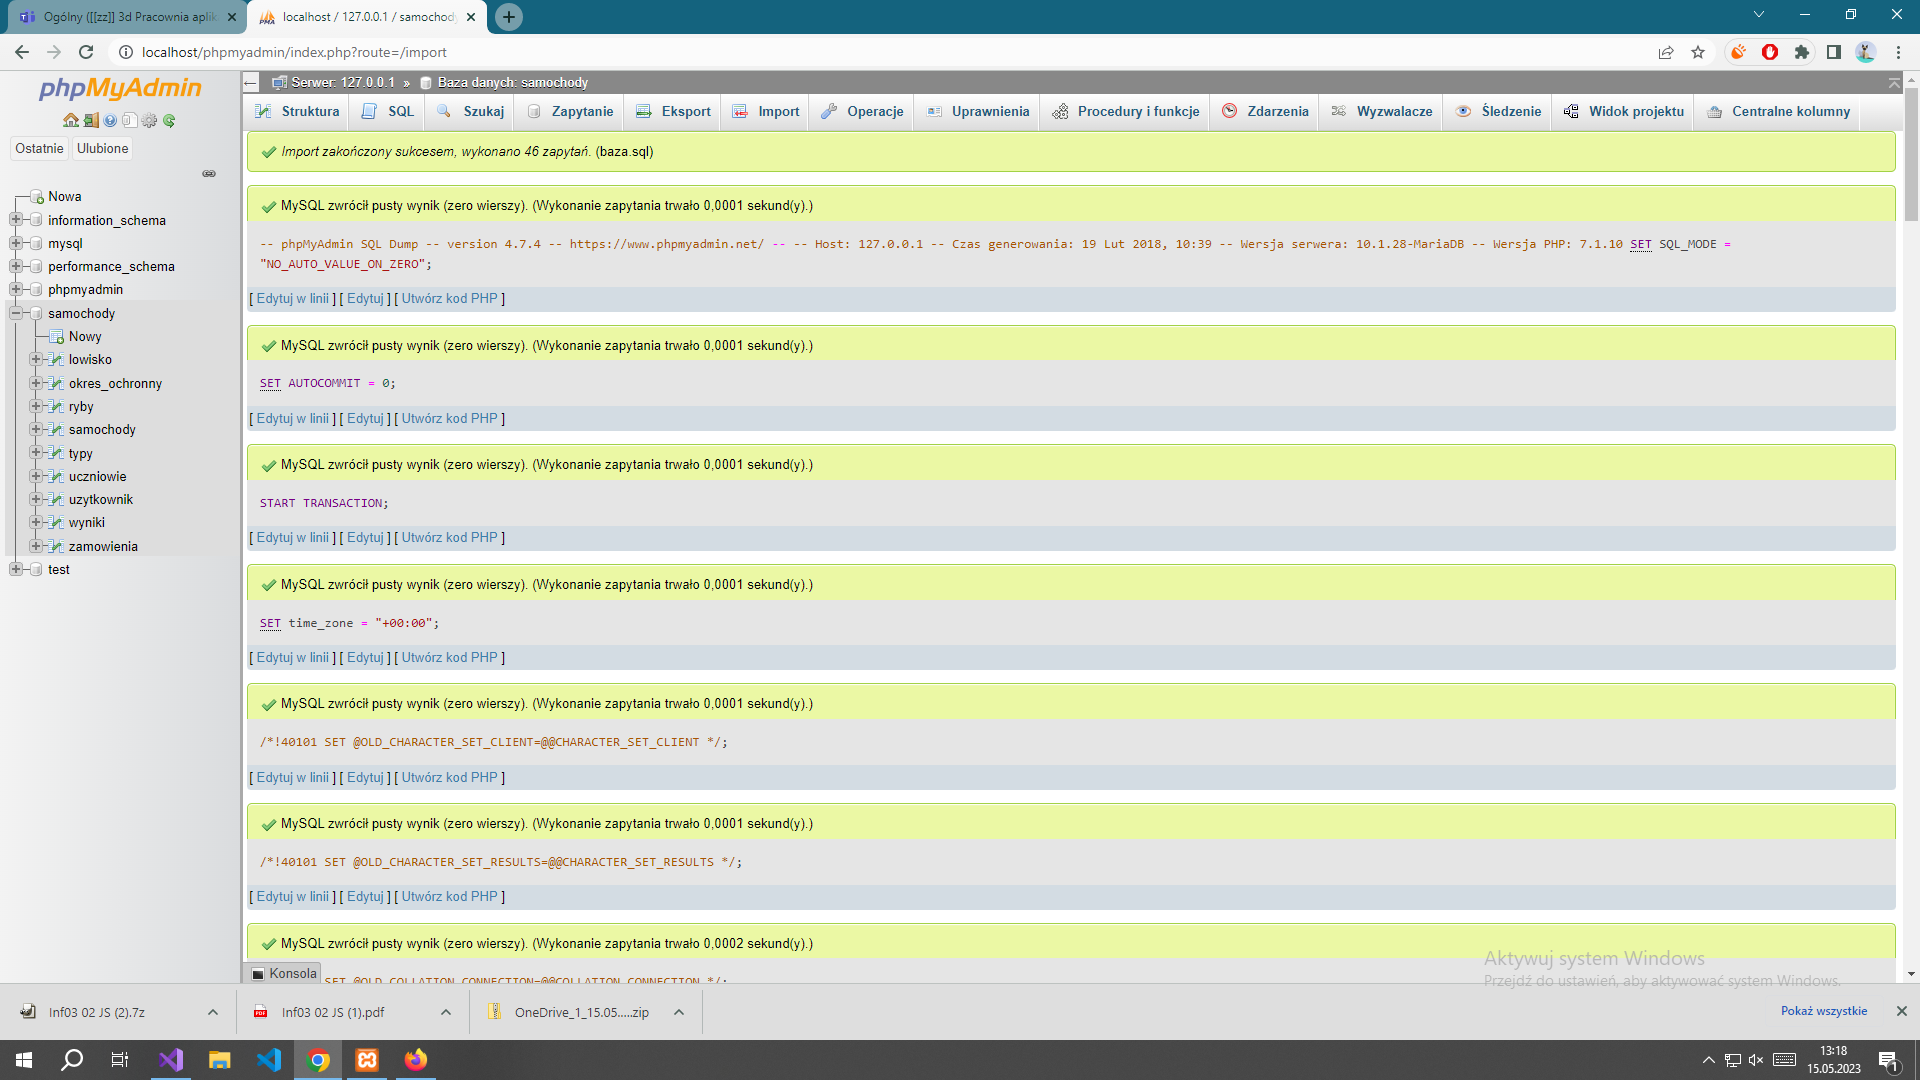 Ogólny ([[zz]] 3d Pracownia aplik
localhost / 127.0.0.1 / samochody
localhost/phpmyadmin/index.php?route=/import
phpMyAdmin
Ostatnie
Ulubione
Nowa
information_schema
mysql
performance_schema
phpmyadmin
samochody
Nowy
lowisko
okres_ochronny
ryby
samochody
typy
uczniowie
uzytkownik
wyniki
zamowienia
test
Serwer: 127.0.0.1 » Baza danych: samochody
Struktura SQL Szukaj Zapytanie Eksport Import Operacje Uprawnienia Procedury i funkcje Zdarzenia Wyzwalacze Śledzenie Widok projektu Centralne kolumny
Import zakończony sukcesem, wykonano 46 zapytań. (baza.sql)
MySQL zwrócił pusty wynik (zero wierszy). (Wykonanie zapytania trwało 0,0001 sekund(y).)
-- phpMyAdmin SQL Dump -- version 4.7.4 -- https://www.phpmyadmin.net/ -- -- Host: 127.0.0.1 -- Czas generowania: 19 Lut 2018, 10:39 -- Wersja serwera: 10.1.28-MariaDB -- Wersja PHP: 7.1.10 SET SQL_MODE =
"NO_AUTO_VALUE_ON_ZERO";
[ Edytuj w linii ] [ Edytuj ] [ Utwórz kod PHP ]
MySQL zwrócił pusty wynik (zero wierszy). (Wykonanie zapytania trwało 0,0001 sekund(y).)
SET AUTOCOMMIT = 0;
[ Edytuj w linii ] [ Edytuj ] [ Utwórz kod PHP ]
MySQL zwrócił pusty wynik (zero wierszy). (Wykonanie zapytania trwało 0,0001 sekund(y).)
START TRANSACTION;
[ Edytuj w linii ] [ Edytuj ] [ Utwórz kod PHP ]
MySQL zwrócił pusty wynik (zero wierszy). (Wykonanie zapytania trwało 0,0001 sekund(y).)
SET time_zone = "+00:00";
[ Edytuj w linii ] [ Edytuj ] [ Utwórz kod PHP ]
MySQL zwrócił pusty wynik (zero wierszy). (Wykonanie zapytania trwało 0,0001 sekund(y).)
/*!40101 SET @OLD_CHARACTER_SET_CLIENT=@@CHARACTER_SET_CLIENT */;
[ Edytuj w linii ] [ Edytuj ] [ Utwórz kod PHP ]
MySQL zwrócił pusty wynik (zero wierszy). (Wykonanie zapytania trwało 0,0001 sekund(y).)
/*!40101 SET @OLD_CHARACTER_SET_RESULTS=@@CHARACTER_SET_RESULTS */;
[ Edytuj w linii ] [ Edytuj ] [ Utwórz kod PHP ]
MySQL zwrócił pusty wynik (zero wierszy). (Wykonanie zapytania trwało 0,0002 sekund(y).)
Konsola
SET @OLD_COLLATION_CONNECTION=@@COLLATION_CONNECTION */;
Aktywuj system Windows
Przejdź do ustawień, aby aktywować system Windows.
Inf03 02 JS (2).7z
Inf03 02 JS (1).pdf
OneDrive_1_15.05.....zip
Pokaż wszystkie
13:18
15.05.2023
1